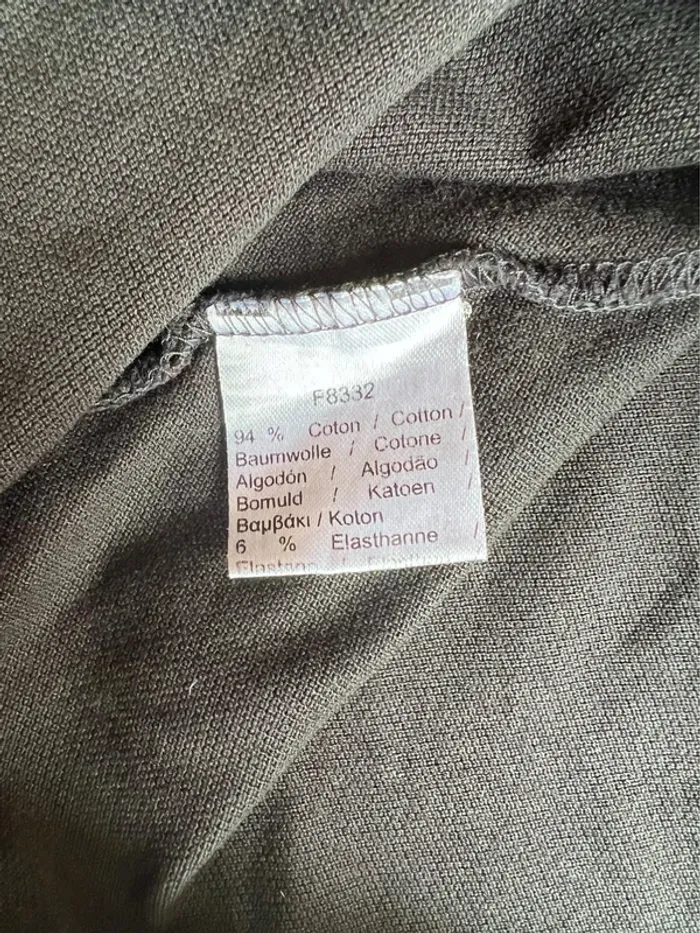 F8332
94 % Coton / Cotton /
Baumwolle / Cotone /
Algodón / Algodão /
Bomuld / Katoen /
Βαμβάκι / Koton
6 % Elasthanne /